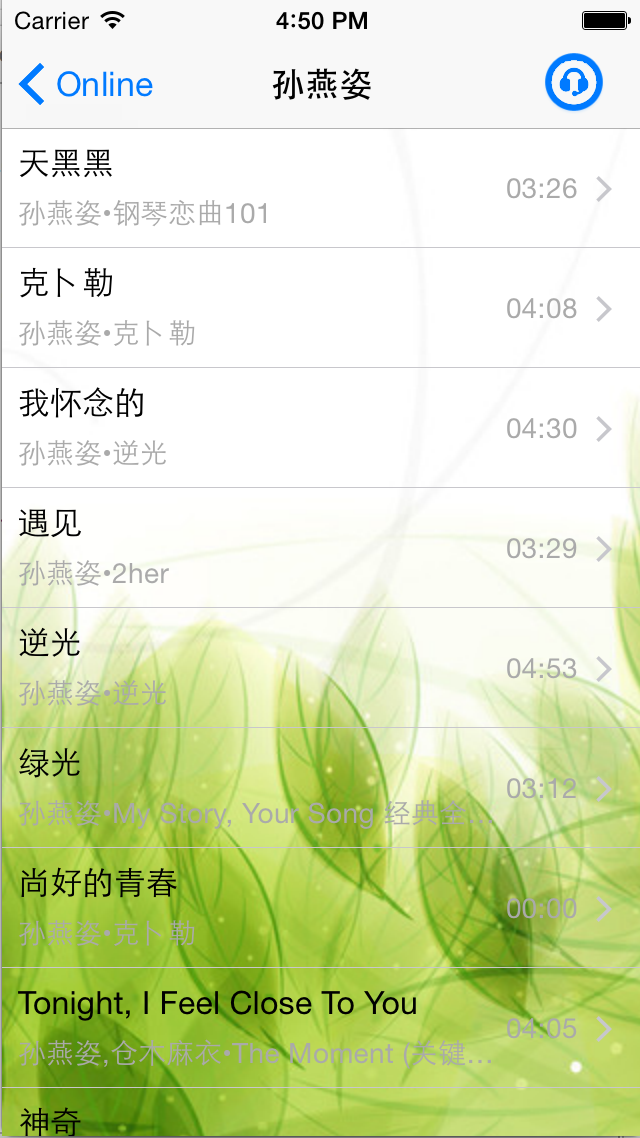 Carrier 4:50 PM
Online 孙燕姿
天黑黑
03:26
孙燕姿•钢琴恋曲101
克卜勒
04:08
孙燕姿•克卜勒
我怀念的
04:30
孙燕姿•逆光
遇见
03:29
孙燕姿•2her
逆光
04:53
孙燕姿•逆光
绿光
03:12
孙燕姿•My Story, Your Song 经典全...
尚好的青春
00:00
孙燕姿•克卜勒
Tonight, I Feel Close To You
04:05
孙燕姿,仓木麻衣•The Moment (关键...
神奇